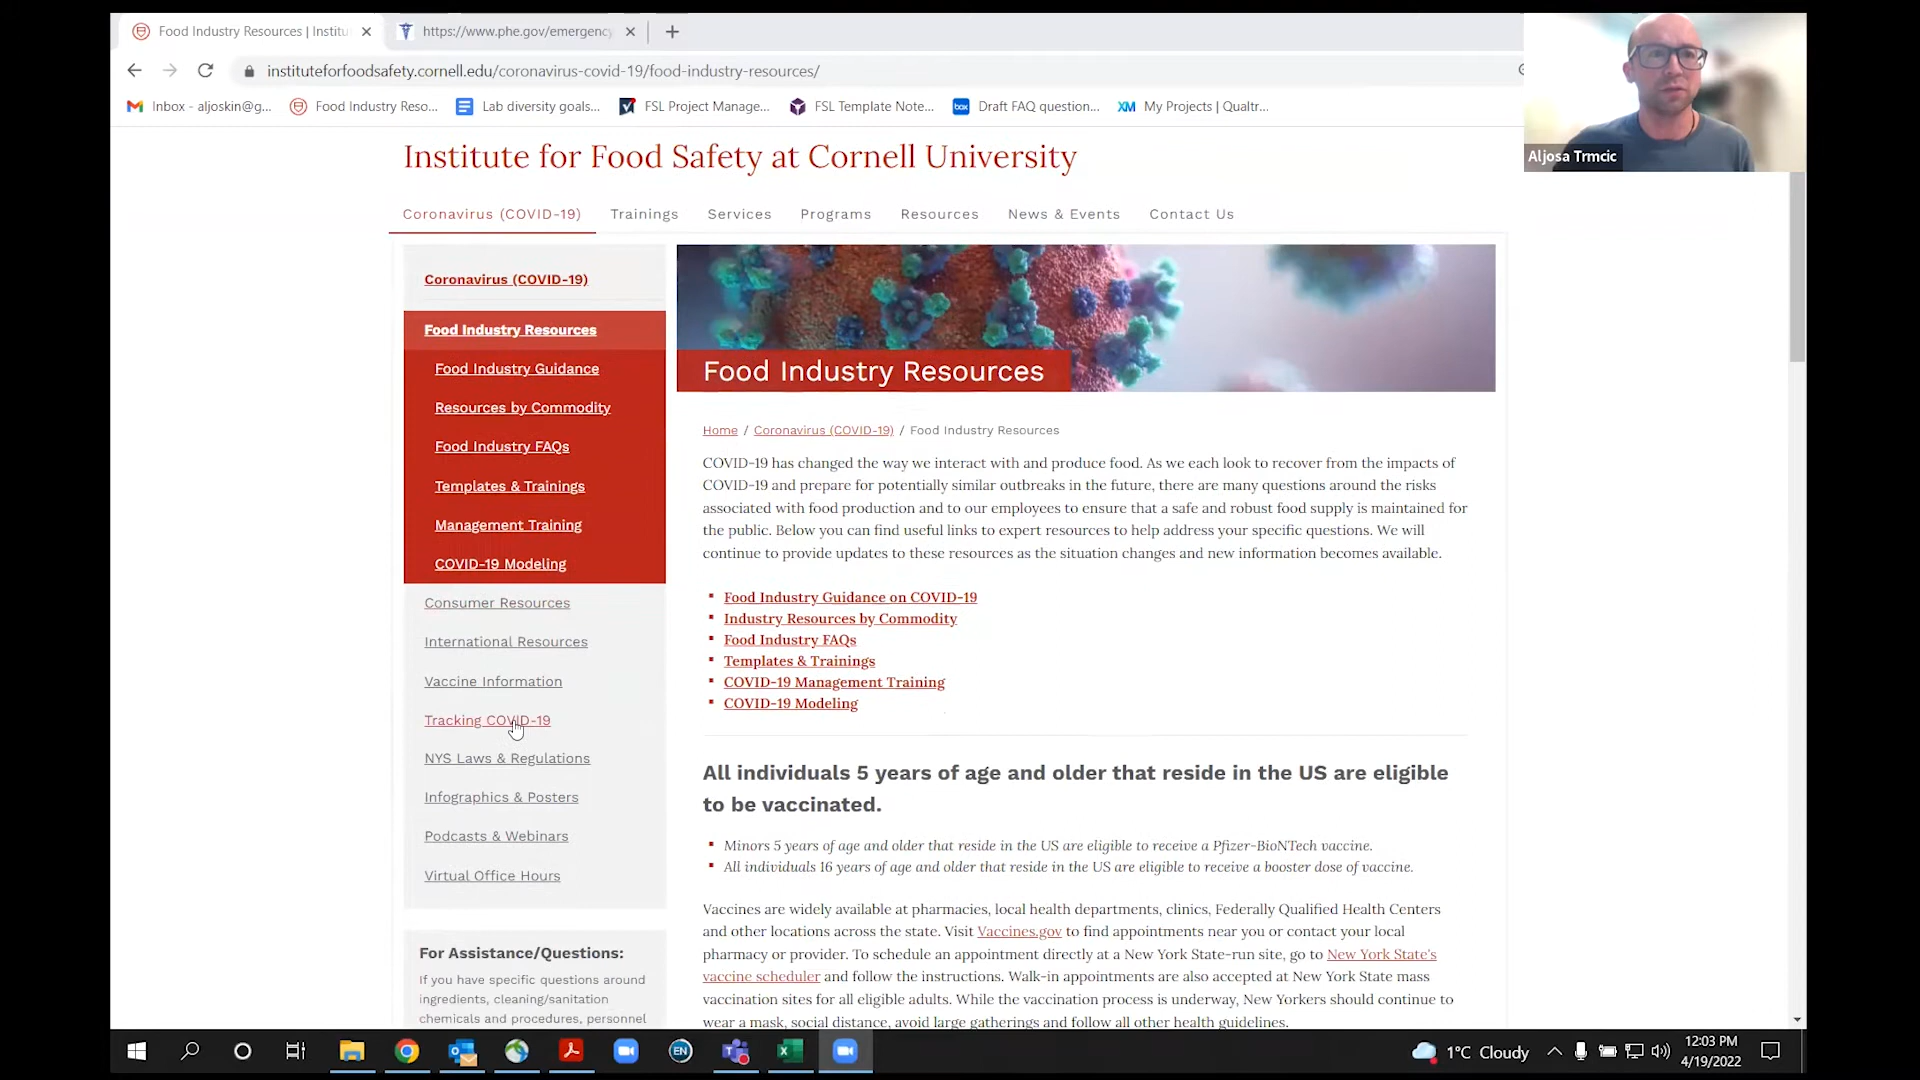 Food Industry Resources | Institu
https://www.phe.gov/emergency
instituteforfoodsafety.cornell.edu/coronavirus-covid-19/food-industry-resources/
Inbox - aljoskin@g...
Food Industry Reso...
Lab diversity goals...
FSL Project Manage...
FSL Template Note...
box
Draft FAQ question...
XM
My Projects | Qualtr...
Aljosa Trmcic
Institute for Food Safety at Cornell University
Coronavirus (COVID-19)
Trainings
Services
Programs
Resources
News & Events
Contact Us
Coronavirus (COVID-19)
Food Industry Resources
Food Industry Guidance
Resources by Commodity
Food Industry FAQs
Templates & Trainings
Management Training
COVID-19 Modeling
Consumer Resources
International Resources
Vaccine Information
Tracking COVID-19
NYS Laws & Regulations
Infographics & Posters
Podcasts & Webinars
Virtual Office Hours
For Assistance/Questions:
If you have specific questions around
ingredients, cleaning/sanitation
chemicals and procedures, personnel
Food Industry Resources
Home / Coronavirus (COVID-19) / Food Industry Resources
COVID-19 has changed the way we interact with and produce food. As we each look to recover from the impacts of
COVID-19 and prepare for potentially similar outbreaks in the future, there are many questions around the risks
associated with food production and to our employees to ensure that a safe and robust food supply is maintained for
the public. Below you can find useful links to expert resources to help address your specific questions. We will
continue to provide updates to these resources as the situation changes and new information becomes available.
Food Industry Guidance on COVID-19
Industry Resources by Commodity
Food Industry FAQs
Templates & Trainings
COVID-19 Management Training
COVID-19 Modeling
All individuals 5 years of age and older that reside in the US are eligible
to be vaccinated.
Minors 5 years of age and older that reside in the US are eligible to receive a Pfizer-BioNTech vaccine.
All individuals 16 years of age and older that reside in the US are eligible to receive a booster dose of vaccine.
Vaccines are widely available at pharmacies, local health departments, clinics, Federally Qualified Health Centers
and other locations across the state. Visit Vaccines.gov to find appointments near you or contact your local
pharmacy or provider. To schedule an appointment directly at a New York State-run site, go to New York State's
vaccine scheduler and follow the instructions. Walk-in appointments are also accepted at New York State mass
vaccination sites for all eligible adults. While the vaccination process is underway, New Yorkers should continue to
wear a mask, social distance, avoid large gatherings and follow all other health guidelines.
EN
1°C Cloudy
12:03 PM
4/19/2022